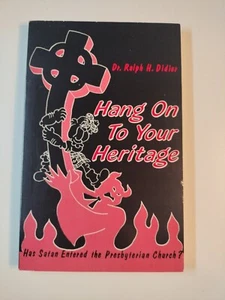 Dr. Ralph H. Didier
Hang On
To Your
Heritage
"Has Satan Entered the Presbyterian Church?"